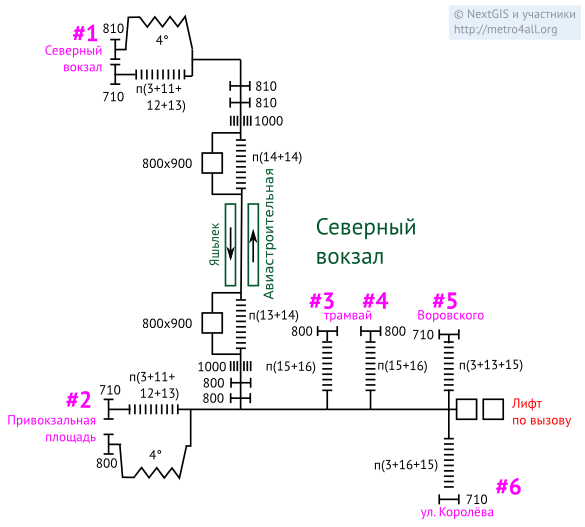 © NextGIS и участники
http://metro4all.org
#1
810
Северный
вокзал
4°
710
п(3+11+
12+13)
810
810
1000
800x900
п(14+14)
Яшьлек
Авиастроительная
Северный
вокзал
800x900
п(13+14)
#3
#4
#5
трамвай
Воровского
800
800
710
1000
п(15+16)
п(15+16)
п(3+13+15)
800
800
#2
710
п(3+11+
12+13)
Привокзальная
площадь
800
4°
Лифт
по вызову
п(3+16+15)
710
#6
ул. Королёва